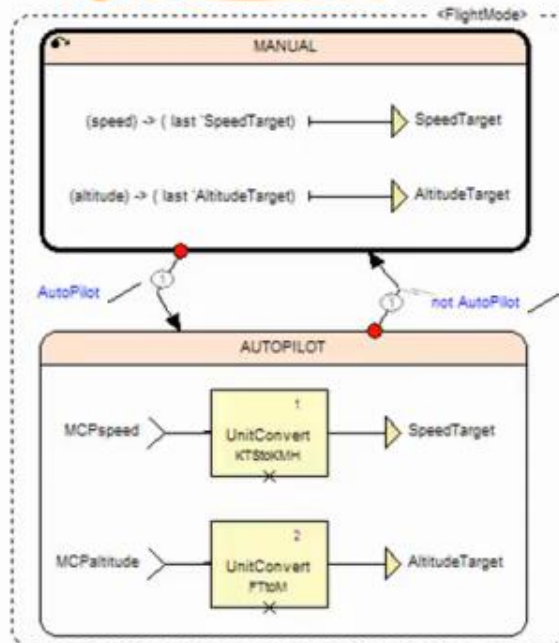 <FlightMode>
MANUAL
(speed) -> ( last 'SpeedTarget)
SpeedTarget
(altitude) -> ( last 'AltitudeTarget)
AltitudeTarget
1
AutoPilot
1
not AutoPilot
AUTOPILOT
1
MCPspeed
UnitConvert
SpeedTarget
KTStoKMH
2
MCPaltitude
UnitConvert
AltitudeTarget
FTtoM